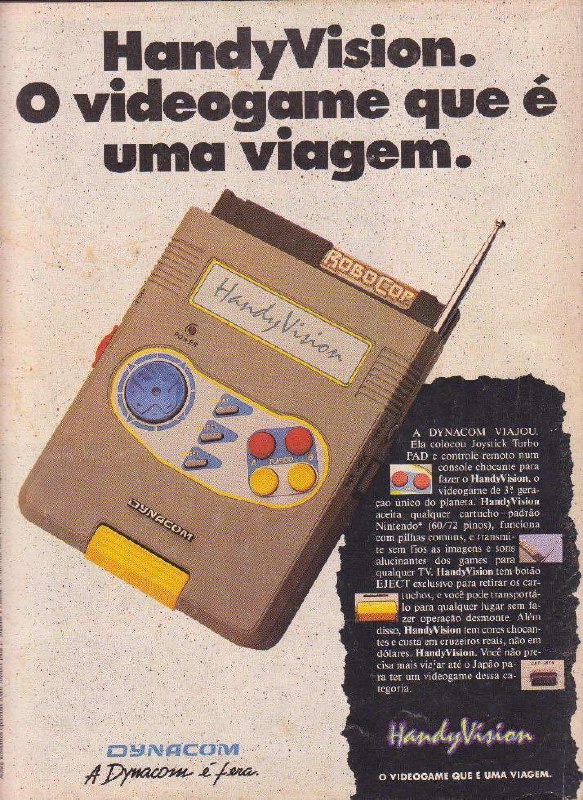 HandyVision.
O videogame que é
uma viagem.
ROBOCOP
HandyVision
POWER
TURBO
DYNACOM
A DYNACOM VIAJOU.
Ela colocou Joystick Turbo
PAD e controle remoto num
console chocante para
fazer o HandyVision, o
videogame de 3ª gera-
ção único do planeta. HandyVision
aceita qualquer cartucho padrão
Nintendo* (60/72 pinos), funciona
com pilhas comuns, e transmi-
te sem fios as imagens e sons
alucinantes dos games para
qualquer TV. HandyVision tem botão
EJECT exclusivo para retirar os car-
tuchos, e você pode transportá-
lo para qualquer lugar sem fa-
zer operação desmonte. Além
disso, HandyVision tem cores chocan-
tes e custa em cruzeiros reais, não em
dólares. HandyVision. Você não pre-
cisa mais viajar até o Japão pa-
ra ter um videogame dessa ca-
tegoria.
HandyVision
O VIDEOGAME QUE É UMA VIAGEM.
DYNACOM
A Dynacom é fera.